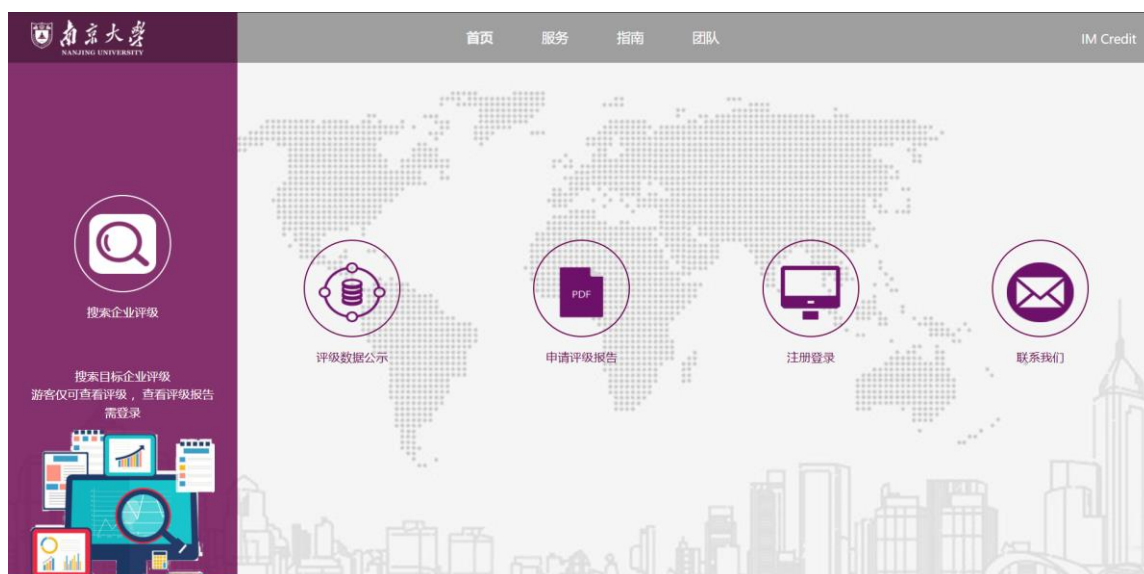 南京大學
NANJING UNIVERSITY
首页 服务 指南 团队
IM Credit
搜索企业评级
搜索目标企业评级
游客仅可查看评级，查看评级报告
需登录
评级数据公示
PDF
申请评级报告
注册登录
联系我们